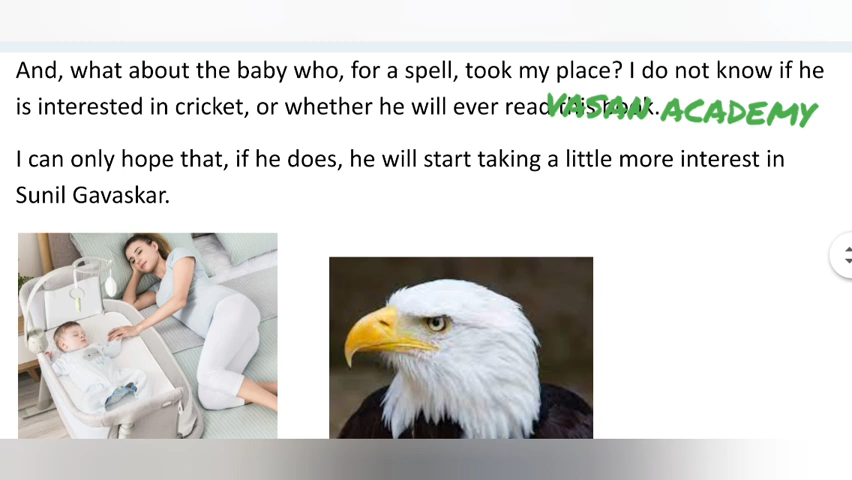 And, what about the baby who, for a spell, took my place? I do not know if he
is interested in cricket, or whether he will ever read this book.
VASAN ACADEMY
I can only hope that, if he does, he will start taking a little more interest in
Sunil Gavaskar.